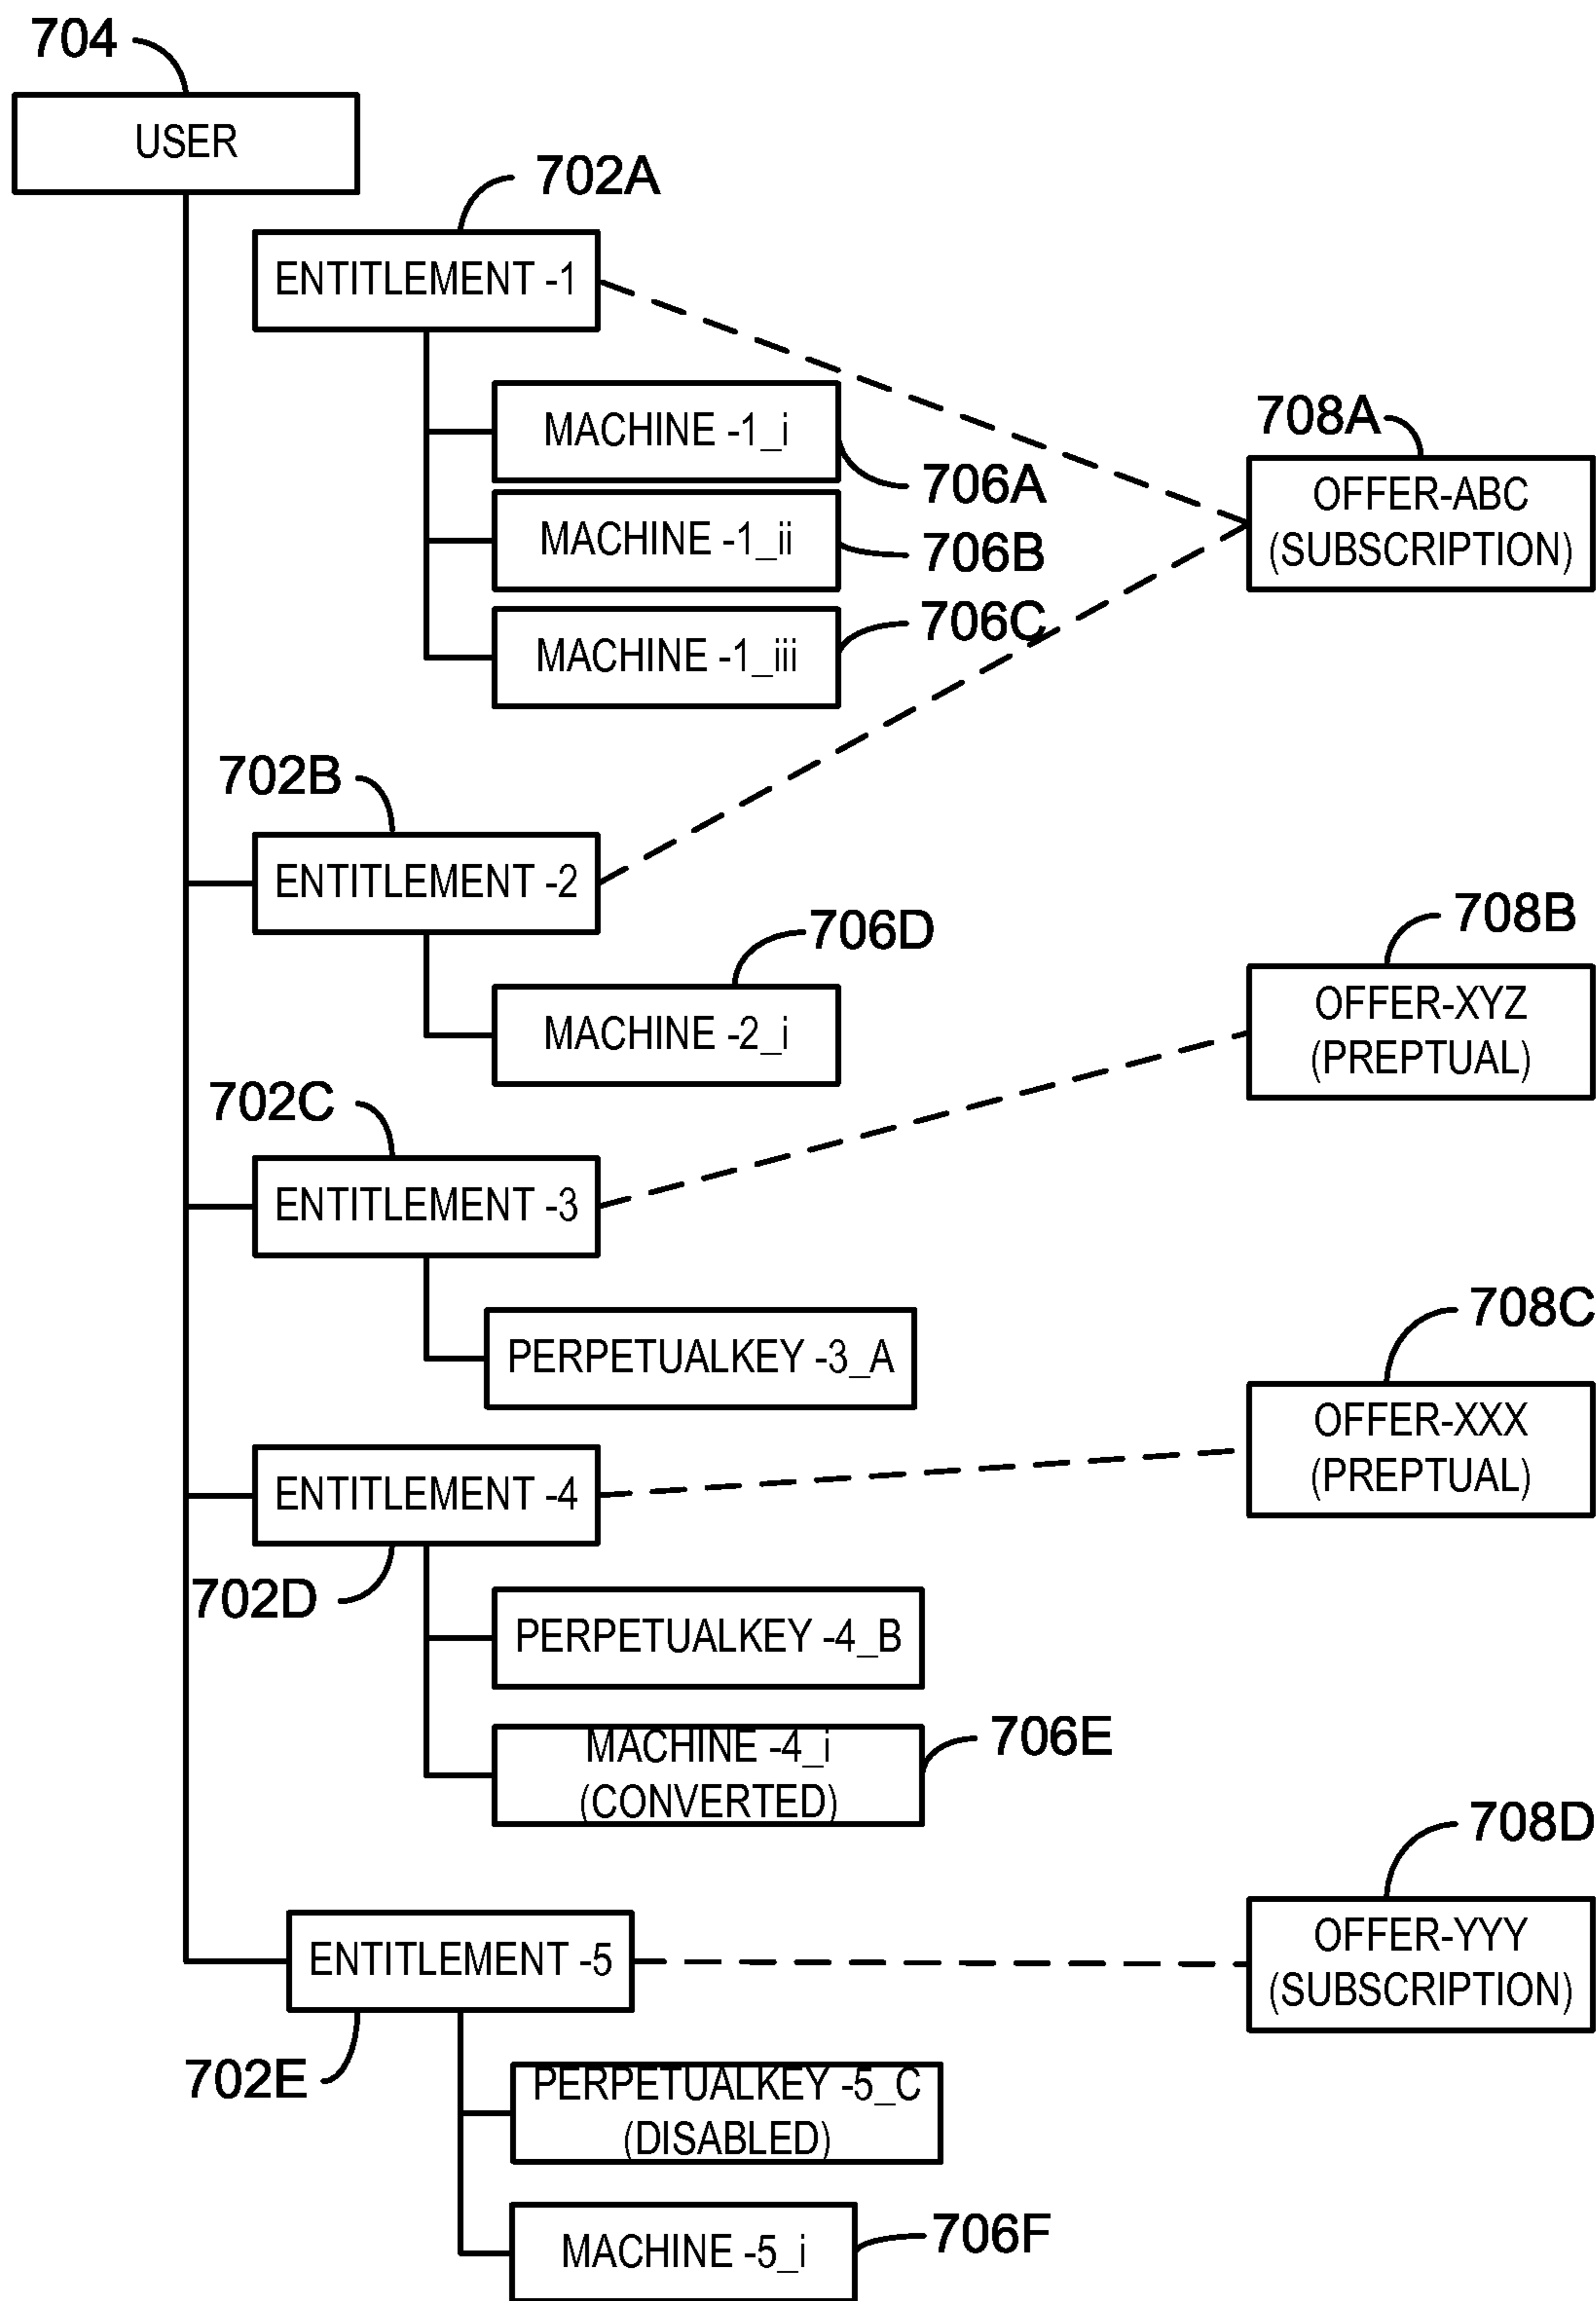 704
USER
702A
ENTITLEMENT -1
MACHINE -1_i
706A
708A
OFFER-ABC
(SUBSCRIPTION)
MACHINE -1_ii
706B
MACHINE -1_iii
706C
702B
ENTITLEMENT -2
706D
MACHINE -2_i
708B
OFFER-XYZ
(PREPTUAL)
702C
ENTITLEMENT -3
PERPETUALKEY -3_A
708C
OFFER-XXX
(PREPTUAL)
ENTITLEMENT -4
702D
PERPETUALKEY -4_B
MACHINE -4_i
(CONVERTED)
706E
708D
OFFER-YYY
(SUBSCRIPTION)
ENTITLEMENT -5
702E
PERPETUALKEY -5_C
(DISABLED)
MACHINE -5_i
706F